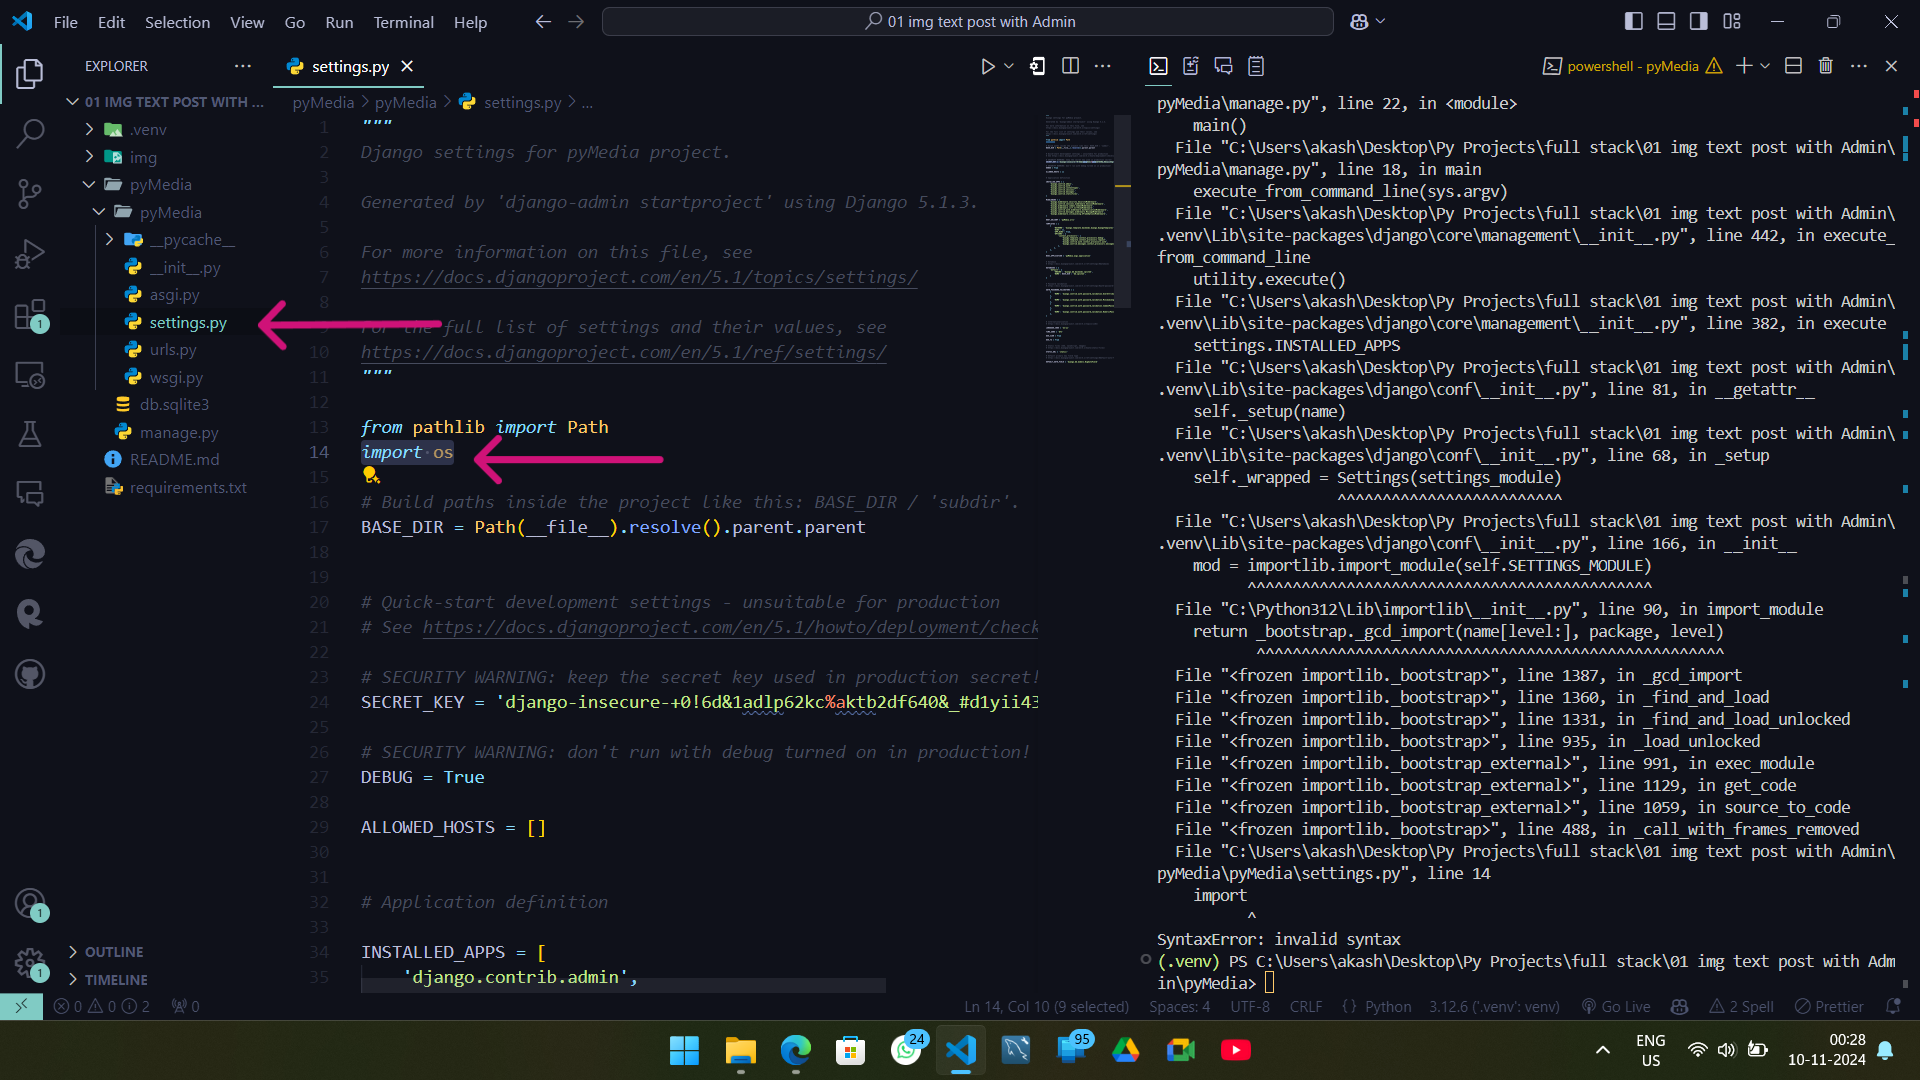 File Edit Selection View Go Run Terminal Help
01 img text post with Admin
EXPLORER
01 IMG TEXT POST WITH ...
.venv
img
pyMedia
pyMedia
__pycache__
__init__.py
asgi.py
settings.py
urls.py
wsgi.py
db.sqlite3
manage.py
README.md
requirements.txt
OUTLINE
TIMELINE
1
1
1
settings.py
pyMedia > pyMedia > settings.py > ...
1 """
2 Django settings for pyMedia project.
3
4 Generated by 'django-admin startproject' using Django 5.1.3.
5
6 For more information on this file, see
7 https://docs.djangoproject.com/en/5.1/topics/settings/
8
the full list of settings and their values, see
10 https://docs.djangoproject.com/en/5.1/ref/settings/
11 """
12
13 from pathlib import Path
14 import os
15
16 # Build paths inside the project like this: BASE_DIR / 'subdir'.
17 BASE_DIR = Path(__file__).resolve().parent.parent
18
19
20 # Quick-start development settings - unsuitable for production
21 # See https://docs.djangoproject.com/en/5.1/howto/deployment/check
22
23 # SECURITY WARNING: keep the secret key used in production secret!
24 SECRET_KEY = 'django-insecure-+0!6d&1adlp62kc%aktb2df640&_#d1yii43
25
26 # SECURITY WARNING: don't run with debug turned on in production!
27 DEBUG = True
28
29 ALLOWED_HOSTS = []
30
31
32 # Application definition
33
34 INSTALLED_APPS = [
35 'django.contrib.admin',
powershell - pyMedia
pyMedia\manage.py", line 22, in <module>
main()
File "C:\Users\akash\Desktop\Py Projects\full stack\01 img text post with Admin\
pyMedia\manage.py", line 18, in main
execute_from_command_line(sys.argv)
File "C:\Users\akash\Desktop\Py Projects\full stack\01 img text post with Admin\
.venv\Lib\site-packages\django\core\management\__init__.py", line 442, in execute_
from_command_line
utility.execute()
File "C:\Users\akash\Desktop\Py Projects\full stack\01 img text post with Admin\
.venv\Lib\site-packages\django\core\management\__init__.py", line 382, in execute
settings.INSTALLED_APPS
File "C:\Users\akash\Desktop\Py Projects\full stack\01 img text post with Admin\
.venv\Lib\site-packages\django\conf\__init__.py", line 81, in __getattr__
self._setup(name)
File "C:\Users\akash\Desktop\Py Projects\full stack\01 img text post with Admin\
.venv\Lib\site-packages\django\conf\__init__.py", line 68, in _setup
self._wrapped = Settings(settings_module)
^^^^^^^^^^^^^^^^^^^^^^^^^
File "C:\Users\akash\Desktop\Py Projects\full stack\01 img text post with Admin\
.venv\Lib\site-packages\django\conf\__init__.py", line 166, in __init__
mod = importlib.import_module(self.SETTINGS_MODULE)
^^^^^^^^^^^^^^^^^^^^^^^^^^^^^^^^^^^^^^^^^^^^^
File "C:\Python312\Lib\importlib\__init__.py", line 90, in import_module
return _bootstrap._gcd_import(name[level:], package, level)
^^^^^^^^^^^^^^^^^^^^^^^^^^^^^^^^^^^^^^^^^^^^^^^^^^^^
File "<frozen importlib._bootstrap>", line 1387, in _gcd_import
File "<frozen importlib._bootstrap>", line 1360, in _find_and_load
File "<frozen importlib._bootstrap>", line 1331, in _find_and_load_unlocked
File "<frozen importlib._bootstrap>", line 935, in _load_unlocked
File "<frozen importlib._bootstrap_external>", line 991, in exec_module
File "<frozen importlib._bootstrap_external>", line 1129, in get_code
File "<frozen importlib._bootstrap_external>", line 1059, in source_to_code
File "<frozen importlib._bootstrap>", line 488, in _call_with_frames_removed
File "C:\Users\akash\Desktop\Py Projects\full stack\01 img text post with Admin\
pyMedia\pyMedia\settings.py", line 14
import
^
SyntaxError: invalid syntax
(.venv) PS C:\Users\akash\Desktop\Py Projects\full stack\01 img text post with Adm
in\pyMedia>
0 0 2 0 Ln 14, Col 10 (9 selected) Spaces: 4 UTF-8 CRLF {} Python 3.12.6 ('.venv': venv) Go Live 2 Spell Prettier
24 95 ENG US 00:28
10-11-2024